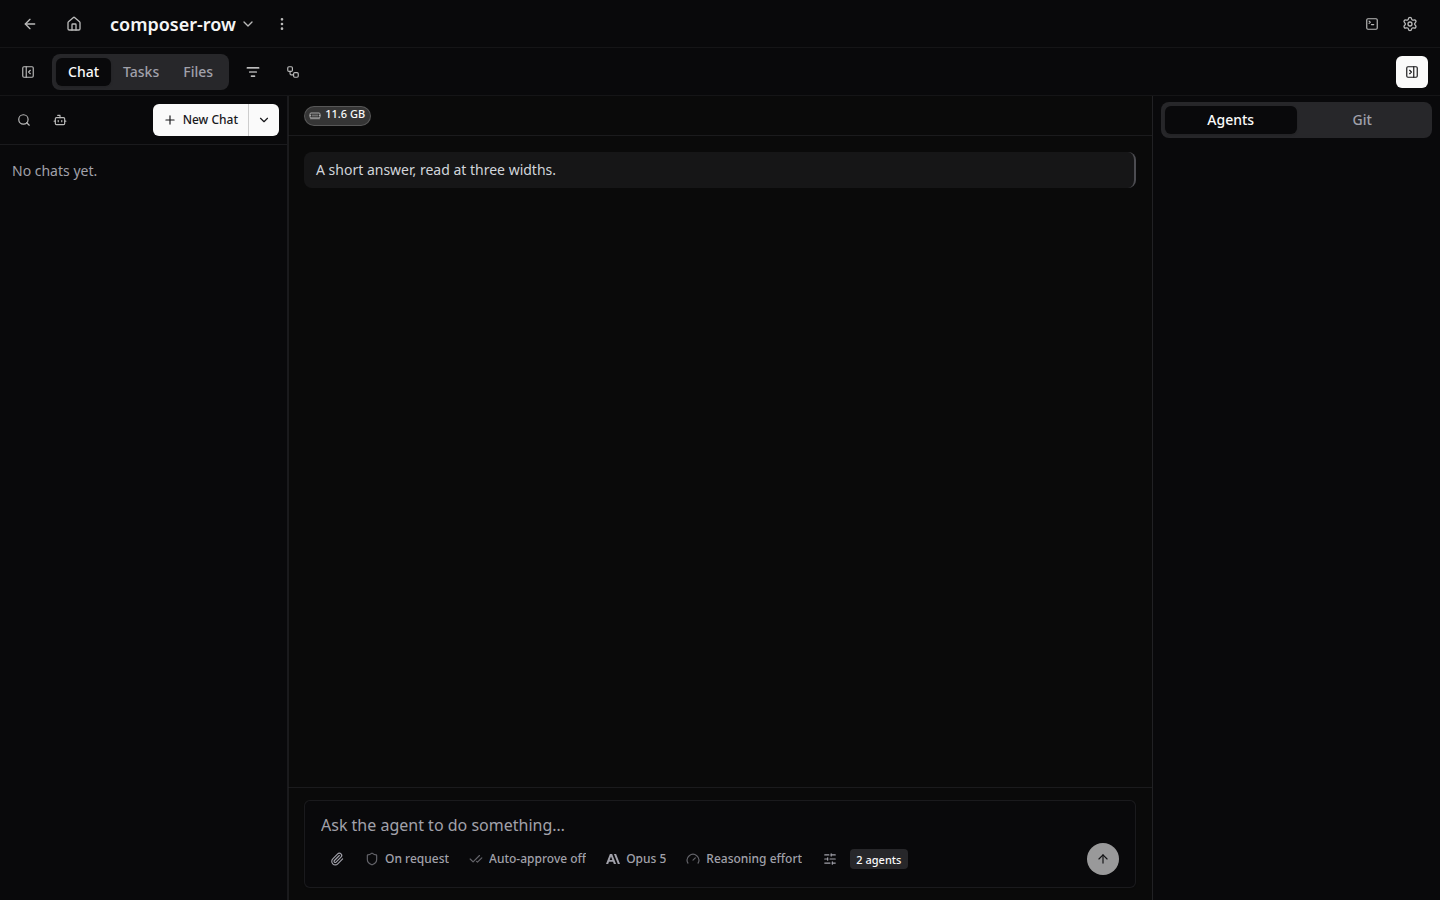 composer-row
Chat Tasks Files
New Chat
11.6 GB
Agents Git
No chats yet.
A short answer, read at three widths.
Ask the agent to do something...
On request Auto-approve off Opus 5 Reasoning effort 2 agents